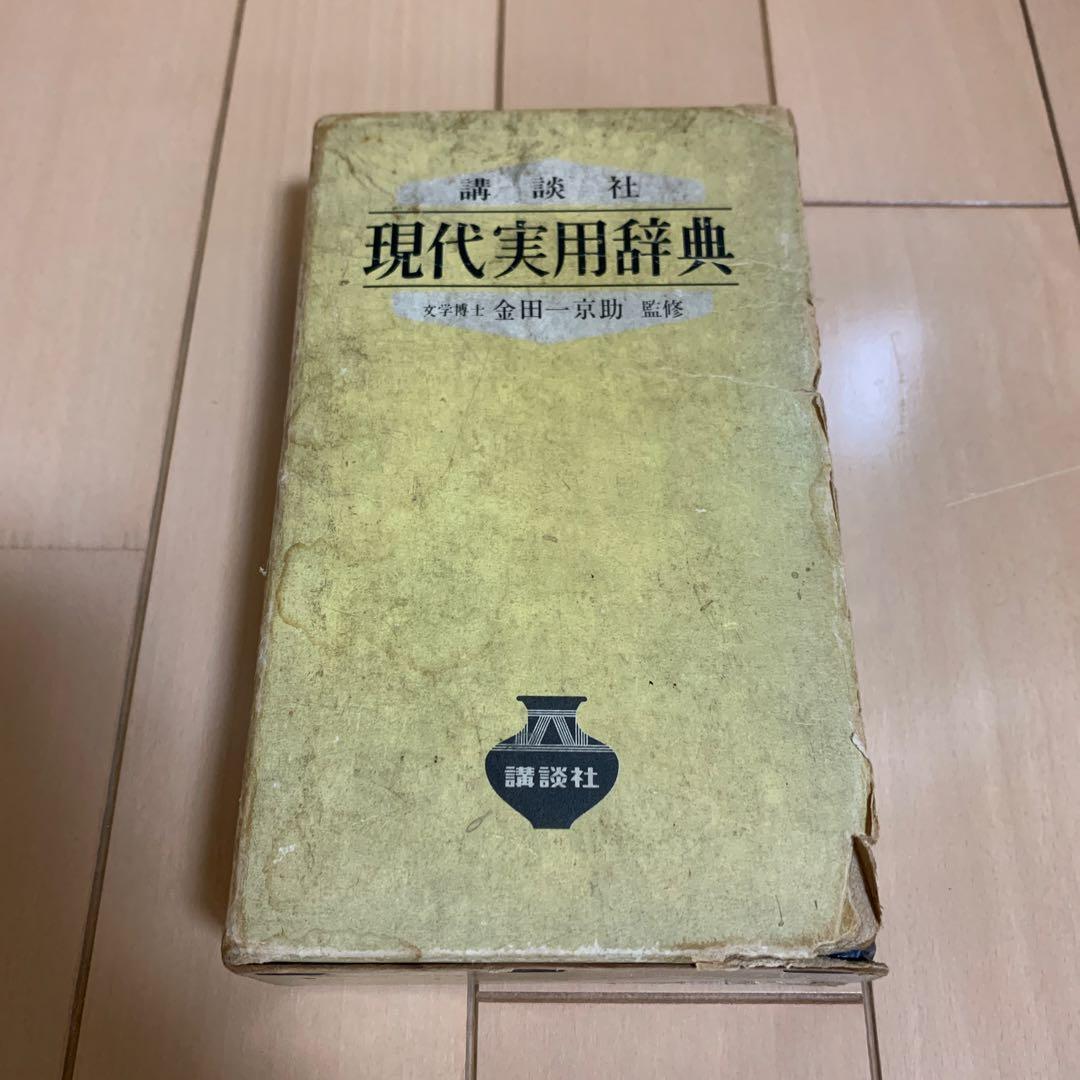 講談社
現代実用辞典
文学博士 金田一京助 監修
講談社